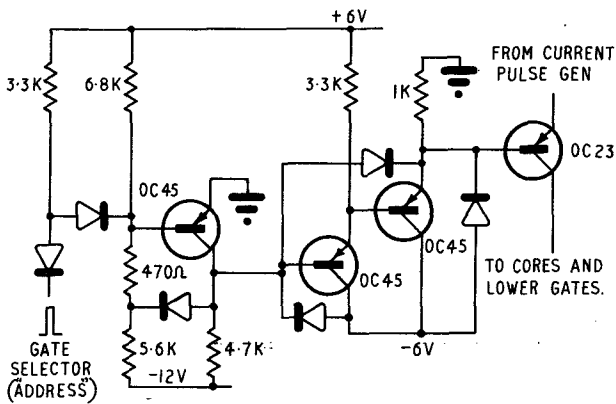 +6V
FROM CURRENT
PULSE GEN
3.3K
6.8K
3.3K
1K
OC23
OC45
OC45
OC45
470Ω
TO CORES AND
LOWER GATES.
-6V
5.6K
4.7K
-12V
GATE
SELECTOR
("ADDRESS")